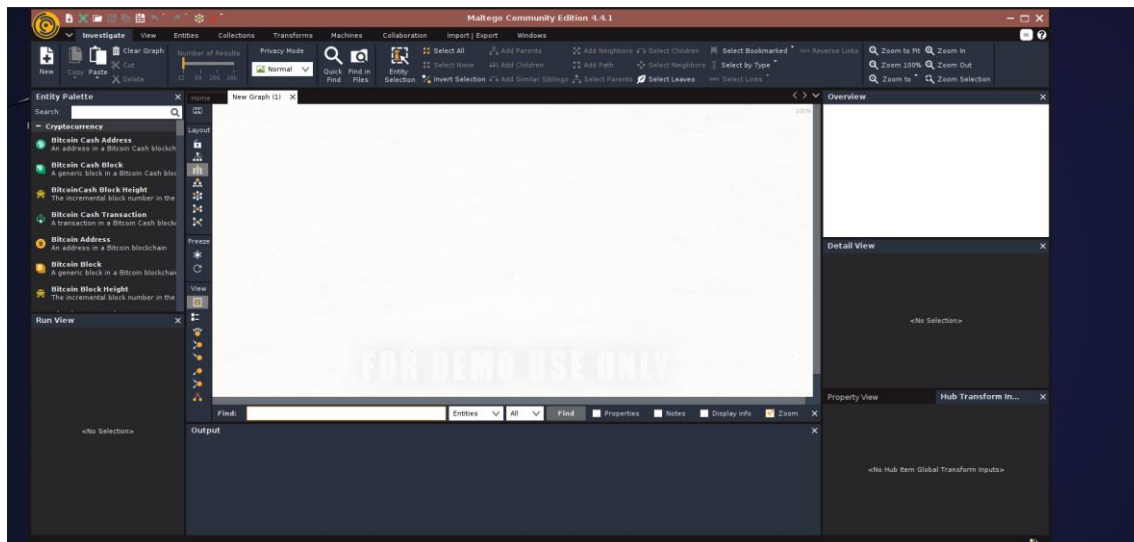 Maltego Community Edition 4.4.1
Investigate View Entities Collections Transforms Machines Collaboration Import | Export Windows
New
Copy
Paste
Clear Graph
Cut
Delete
Number of Results
12 64 256 10k
Privacy Mode
Normal
Quick Find
Find in Files
Entity Selection
Select All
Select None
Invert Selection
Add Parents
Add Children
Add Similar Siblings
Add Neighbors
Add Path
Select Parents
Select Children
Select Neighbors
Select Leaves
Select Bookmarked
Select by Type
Select Links
Reverse Links
Zoom to Fit
Zoom 100%
Zoom to
Zoom In
Zoom Out
Zoom Selection
Entity Palette
Search:
Cryptocurrency
Bitcoin Cash Address
An address in a Bitcoin Cash blockch
Bitcoin Cash Block
A generic block in a Bitcoin Cash bloc
BitcoinCash Block Height
The incremental block number in the
Bitcoin Cash Transaction
A transaction in a Bitcoin Cash blockc
Bitcoin Address
An address in a Bitcoin blockchain
Bitcoin Block
A generic block in a Bitcoin blockchain
Bitcoin Block Height
The incremental block number in the
Run View
<No Selection>
Home
New Graph (1)
100%
Layout
Freeze
View
FOR DEMO USE ONLY
Find:
Entities
All
Find
Properties
Notes
Display info
Zoom
Output
Overview
Detail View
<No Selection>
Property View
Hub Transform In...
<No Hub Item Global Transform Inputs>